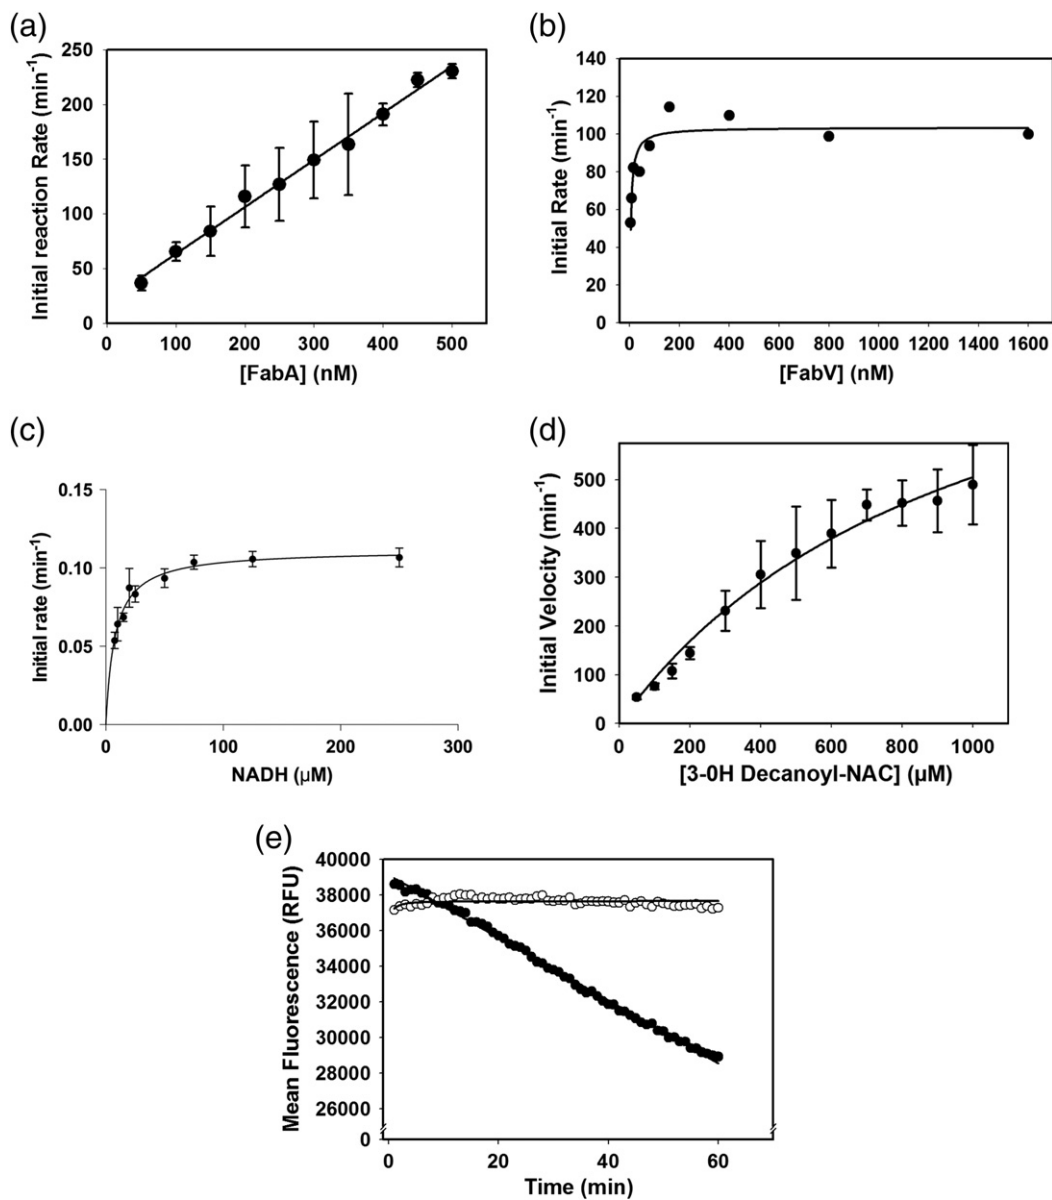 (a)
250
200
150
100
50
0
Initial reaction Rate (min⁻¹)
0 100 200 300 400 500
[FabA] (nM)
(b)
140
120
100
80
60
40
20
0
Initial Rate (min⁻¹)
0 200 400 600 800 1000 1200 1400 1600
[FabV] (nM)
(c)
0.15
0.10
0.05
0.00
Initial rate (min⁻¹)
0 100 200 300
NADH (µM)
(d)
500
400
300
200
100
0
Initial Velocity (min⁻¹)
0 200 400 600 800 1000
[3-0H Decanoyl-NAC] (µM)
(e)
40000
38000
36000
34000
32000
30000
28000
26000
0
Mean Fluorescence (RFU)
0 20 40 60
Time (min)